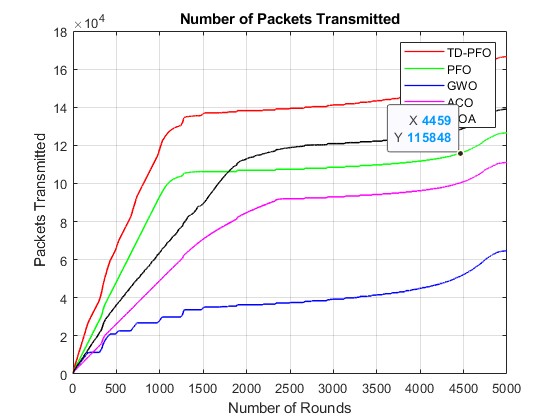 Number of Packets Transmitted
×10⁴
18
16
14
12
10
8
6
4
2
0
Packets Transmitted
0 500 1000 1500 2000 2500 3000 3500 4000 4500 5000
Number of Rounds
TD-PFO
PFO
GWO
ACO
OA
X 4459
Y 115848